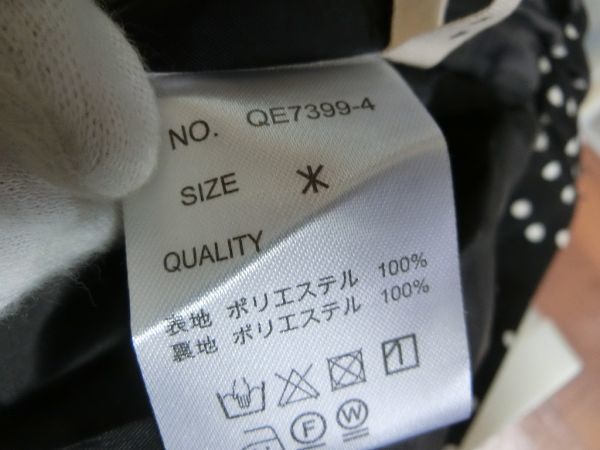 NO. QE7399-4
SIZE *
QUALITY
表地 ポリエステル 100%
裏地 ポリエステル 100%
F W